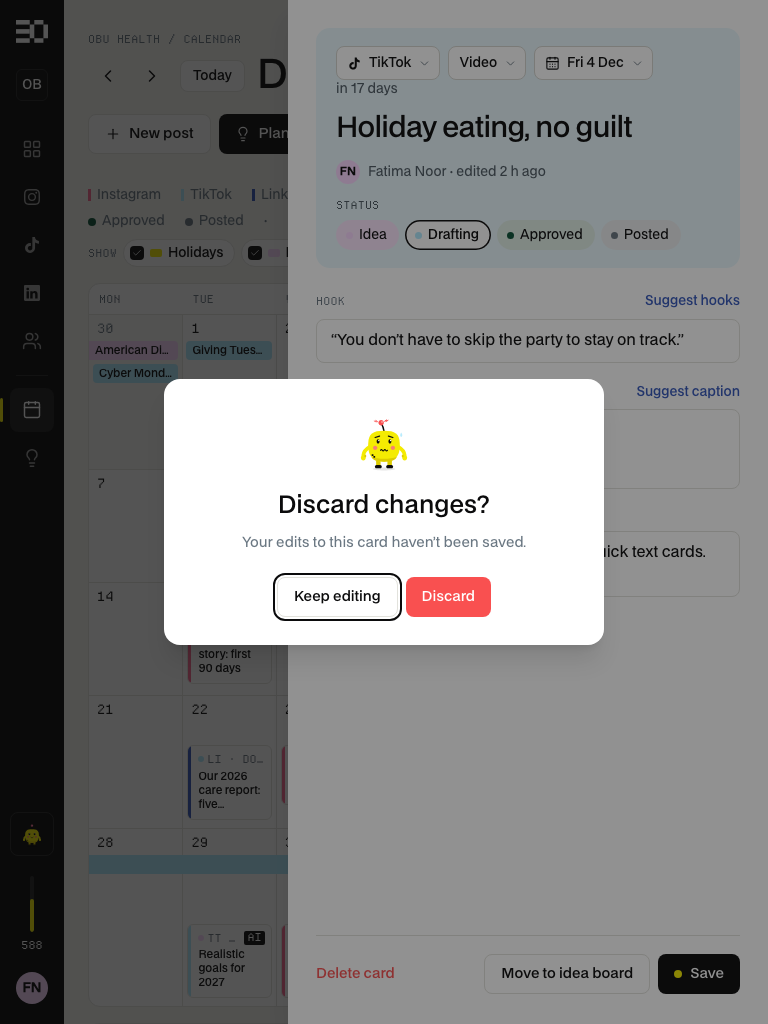 OBU HEALTH / CALENDAR
OB
Today
D
New post
Plan
Instagram
TikTok
Link
Approved
Posted
·
SHOW
Holidays
MON
TUE
30
1
American Di…
Giving Tues…
Cyber Mond…
7
14
story: first
90 days
21
22
LI · DO…
Our 2026
care report:
five…
28
29
TT …
AI
Realistic
goals for
2027
588
FN
TikTok
Video
Fri 4 Dec
in 17 days
Holiday eating, no guilt
FN
Fatima Noor · edited 2 h ago
STATUS
Idea
Drafting
Approved
Posted
HOOK
Suggest hooks
“You don’t have to skip the party to stay on track.”
Suggest caption
quick text cards.
Discard changes?
Your edits to this card haven’t been saved.
Keep editing
Discard
Delete card
Move to idea board
Save